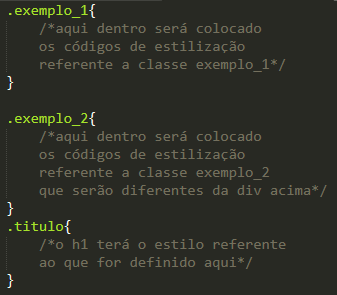 .exemplo_1{
/*aqui dentro será colocado
os códigos de estilização
referente a classe exemplo_1*/
}
.exemplo_2{
/*aqui dentro será colocado
os códigos de estilização
referente a classe exemplo_2
que serão diferentes da div acima*/
}
.titulo{
/*o h1 terá o estilo referente
ao que for definido aqui*/
}